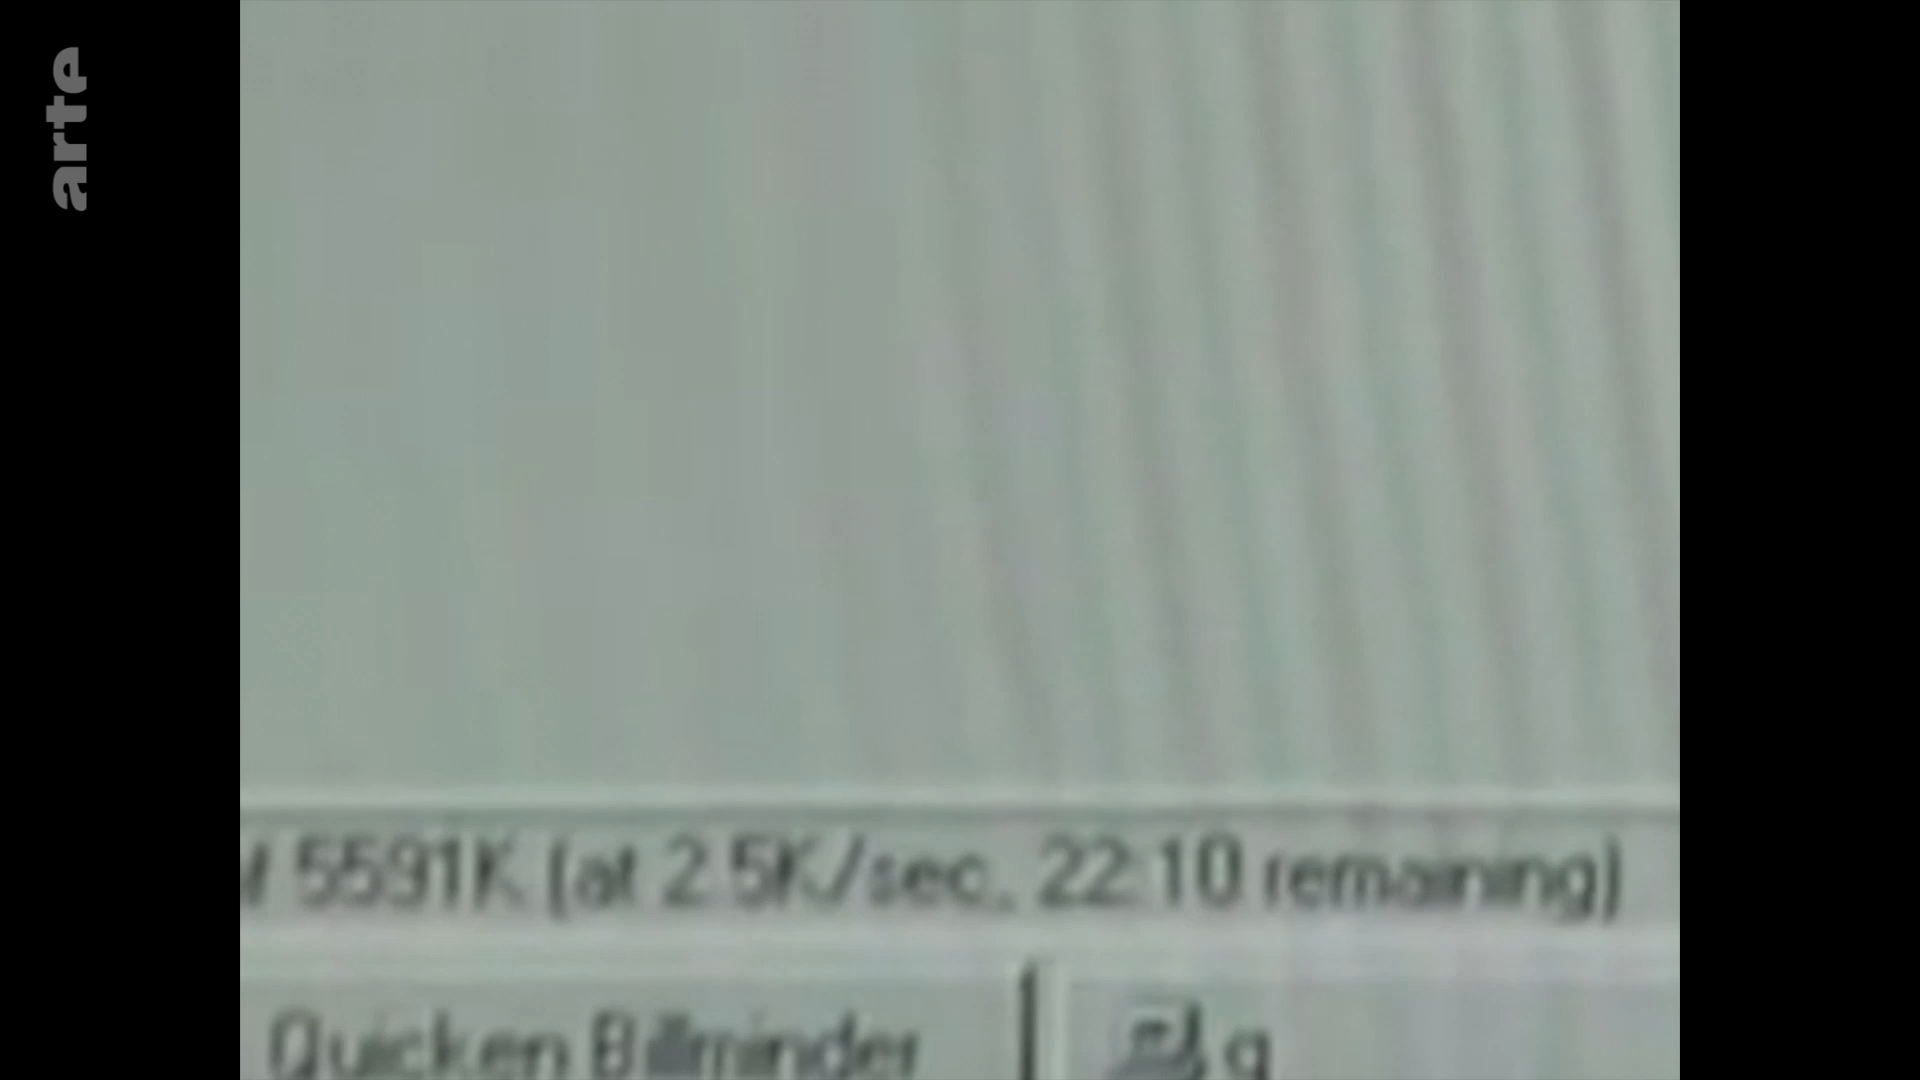 arte
5591K (at 2.5K/sec, 22:10 remaining)
Quicken Billminder
g